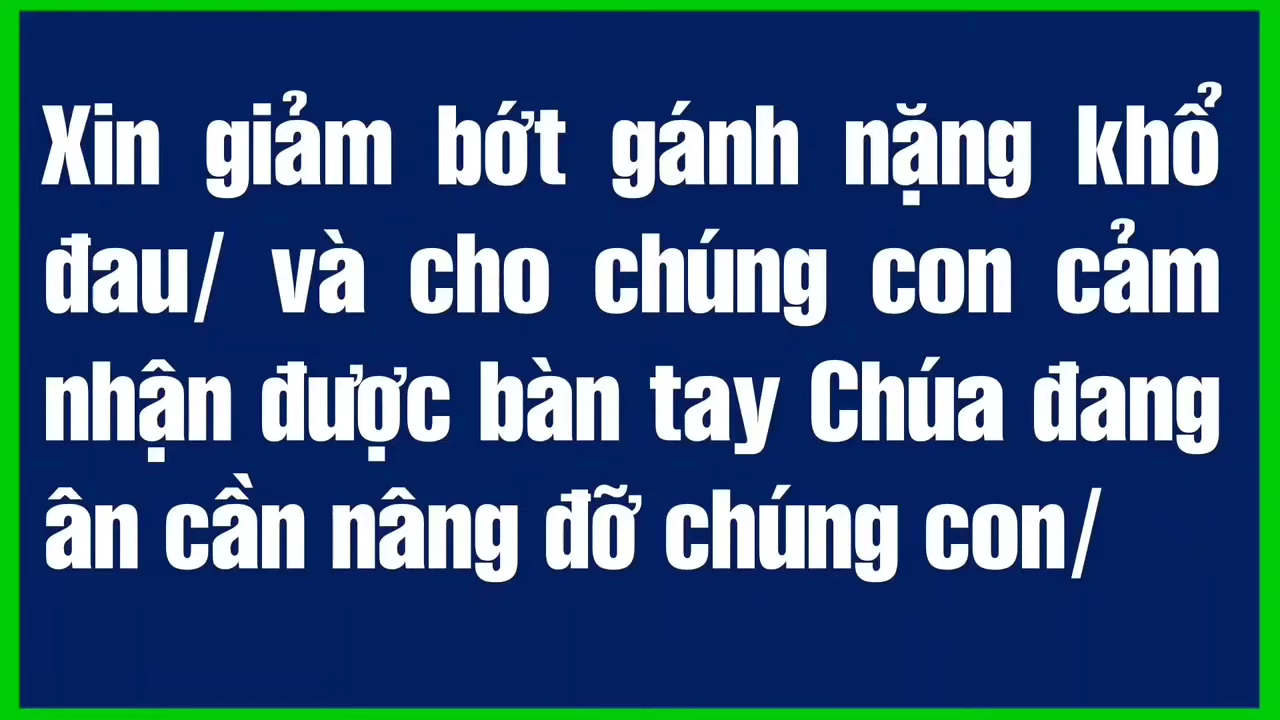 Xin giảm bớt gánh nặng khổ
đau/ và cho chúng con cảm
nhận được bàn tay Chúa đang
ân cần nâng đỡ chúng con/